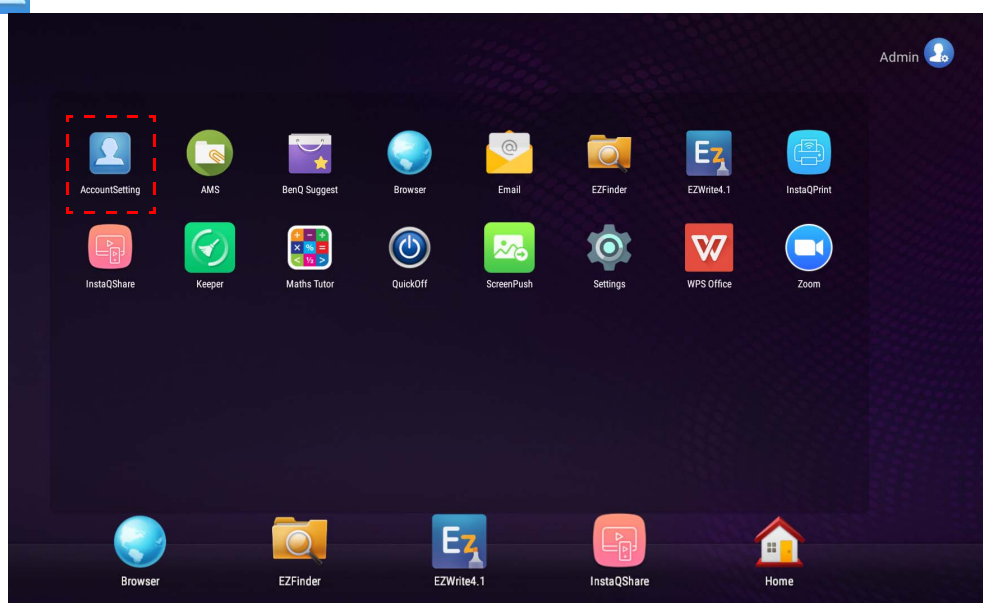 Admin
AccountSetting AMS BenQ Suggest Browser Email EZFinder EZWrite4.1 InstaQPrint
InstaQShare Keeper Maths Tutor QuickOff ScreenPush Settings WPS Office Zoom
Browser EZFinder EZWrite4.1 InstaQShare Home